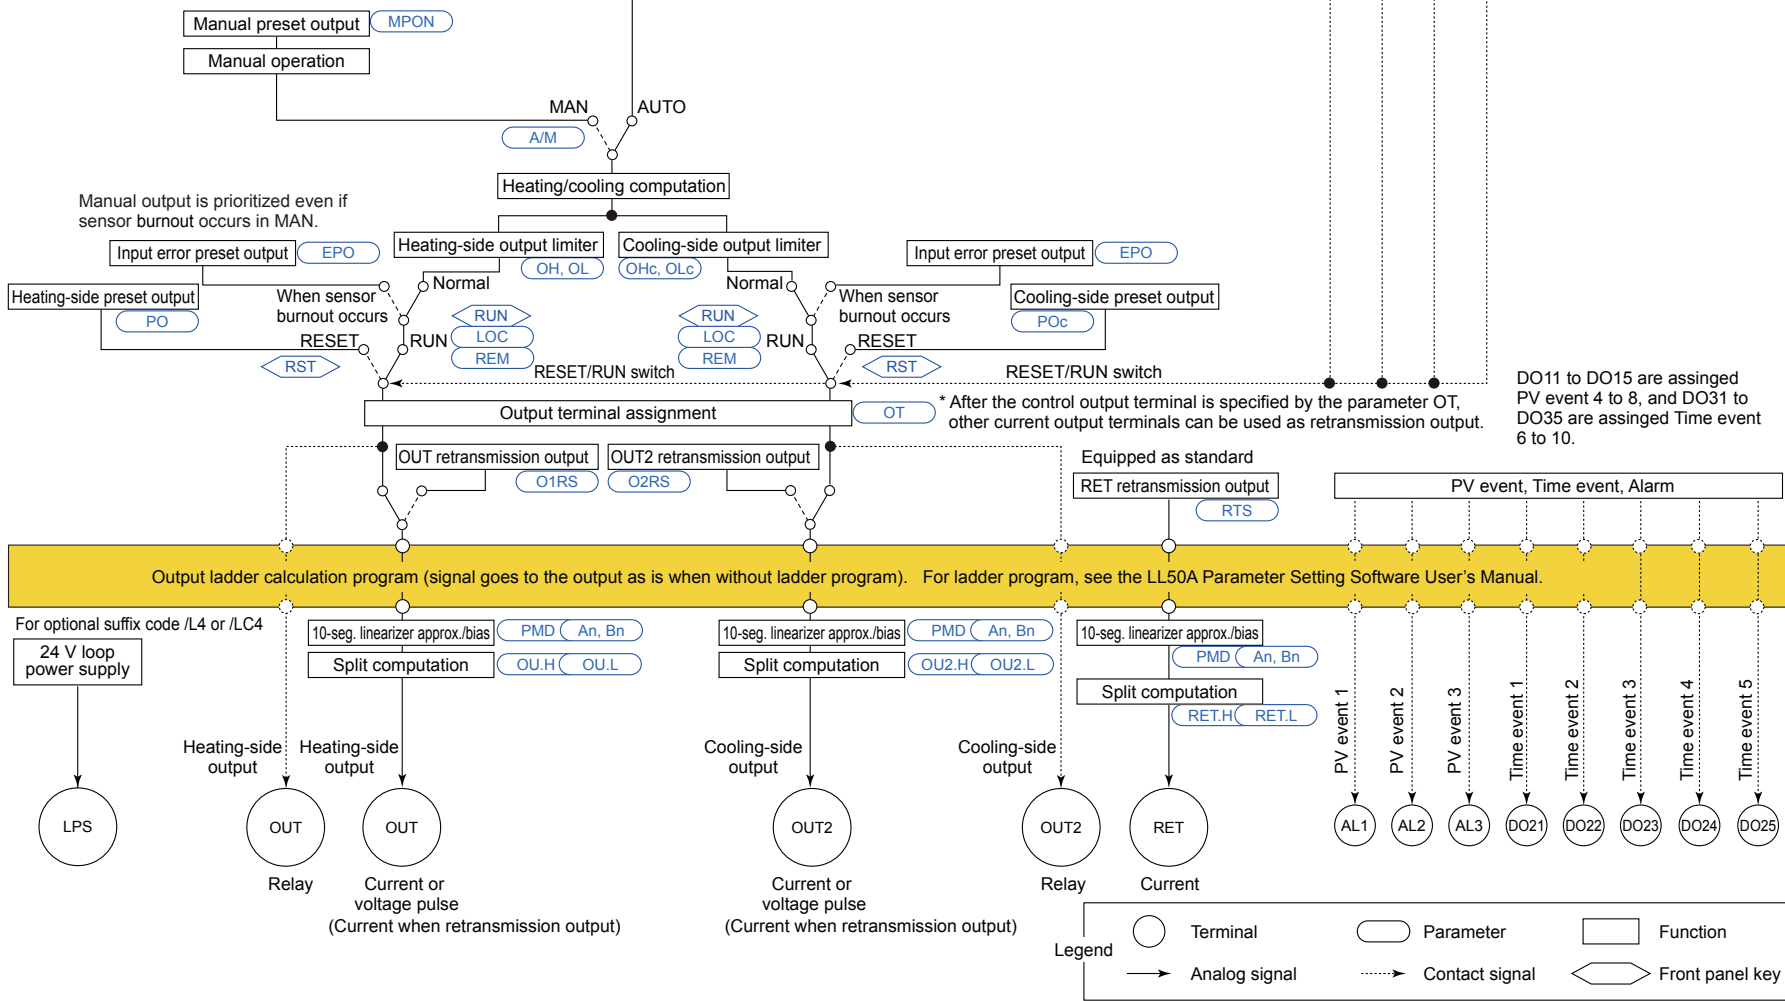 Manual preset output
MPON
Manual operation
MAN
AUTO
A/M
Heating/cooling computation
Manual output is prioritized even if
sensor burnout occurs in MAN.
Input error preset output
EPO
Heating-side output limiter
OH, OL
Cooling-side output limiter
OHc, OLc
Input error preset output
EPO
Heating-side preset output
PO
When sensor
burnout occurs
Normal
Normal
When sensor
burnout occurs
Cooling-side preset output
POc
RESET
RUN
RUN
LOC
REM
RUN
LOC
REM
RUN
RESET
RST
RST
RESET/RUN switch
RESET/RUN switch
Output terminal assignment
OT
* After the control output terminal is specified by the parameter OT,
other current output terminals can be used as retransmission output.
DO11 to DO15 are assinged
PV event 4 to 8, and DO31 to
DO35 are assinged Time event
6 to 10.
OUT retransmission output
O1RS
OUT2 retransmission output
O2RS
Equipped as standard
RET retransmission output
RTS
PV event, Time event, Alarm
Output ladder calculation program (signal goes to the output as is when without ladder program).   For ladder program, see the LL50A Parameter Setting Software User's Manual.
For optional suffix code /L4 or /LC4
24 V loop
power supply
10-seg. linearizer approx./bias
PMD
An, Bn
Split computation
OU.H
OU.L
10-seg. linearizer approx./bias
PMD
An, Bn
Split computation
OU2.H
OU2.L
10-seg. linearizer approx./bias
PMD
An, Bn
Split computation
RET.H
RET.L
Heating-side
output
Heating-side
output
Cooling-side
output
Cooling-side
output
PV event 1
PV event 2
PV event 3
Time event 1
Time event 2
Time event 3
Time event 4
Time event 5
LPS
OUT
OUT
OUT2
OUT2
RET
AL1
AL2
AL3
DO21
DO22
DO23
DO24
DO25
Relay
Current or
voltage pulse
(Current when retransmission output)
Current or
voltage pulse
(Current when retransmission output)
Relay
Current
Legend
Terminal
Parameter
Function
Analog signal
Contact signal
Front panel key